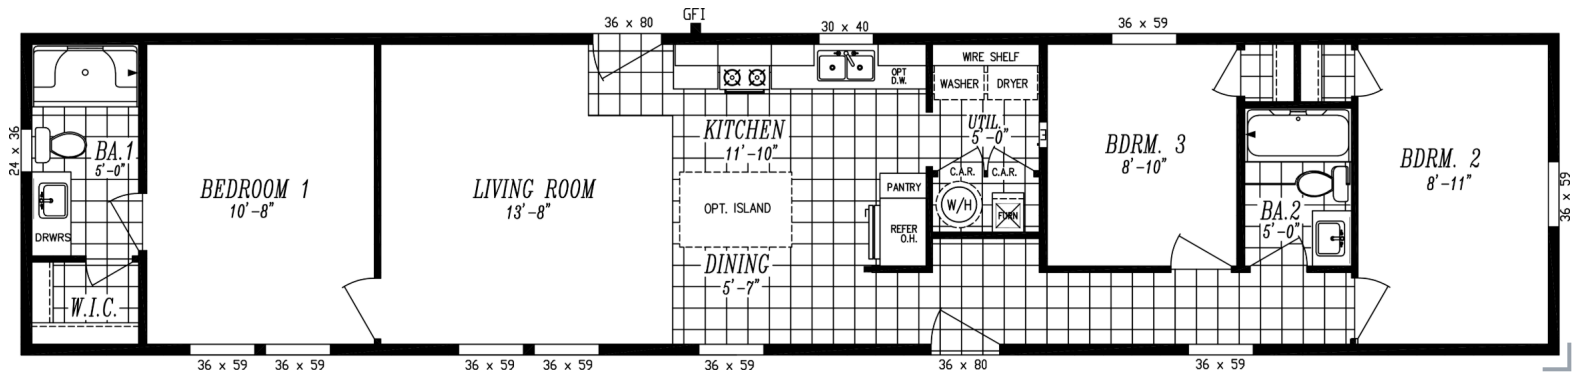 36 x 80
GFI
30 x 40
36 x 59
24 x 36
BA.1
5'-0"
DRWRS
W.I.C.
BEDROOM 1
10'-8"
LIVING ROOM
13'-8"
KITCHEN
11'-10"
OPT
D.W.
OPT. ISLAND
PANTRY
REFER
O.H.
DINING
5'-7"
WIRE SHELF
WASHER
DRYER
UTIL.
5'-0"
C.A.R.
C.A.R.
W/H
FURN
BDRM. 3
8'-10"
BA.2
5'-0"
BDRM. 2
8'-11"
36 x 59
36 x 59
36 x 59
36 x 59
36 x 59
36 x 59
36 x 80
36 x 59